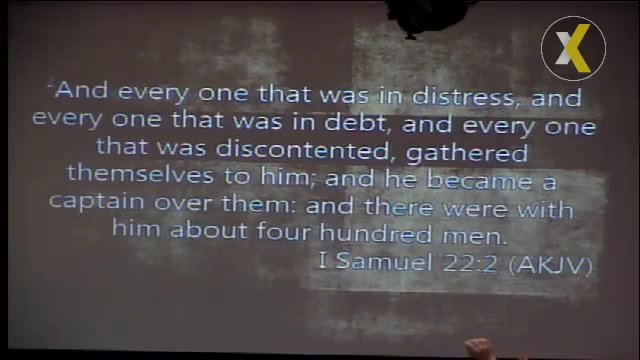 2And every one that was in distress, and
every one that was in debt, and every one
that was discontented, gathered
themselves to him; and he became a
captain over them: and there were with
him about four hundred men.
I Samuel 22:2 (AKJV)
X